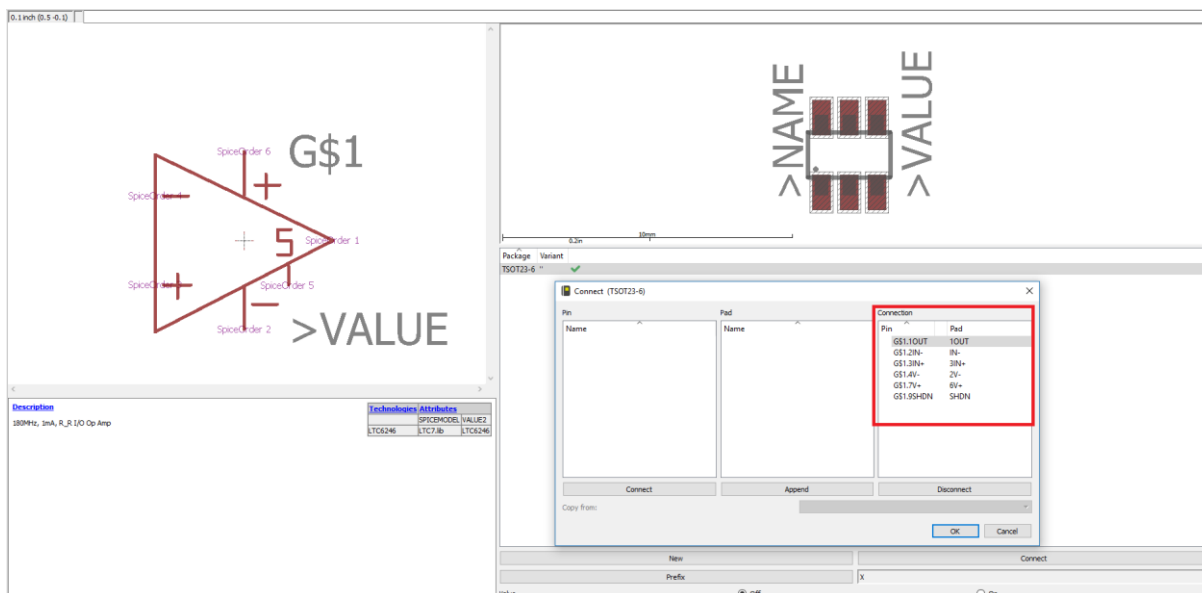 0.1 inch (0.5 -0.1)
SpiceOrder 6
G$1
SpiceOrder 4
5
SpiceOrder 1
SpiceOrder 5
SpiceOrder 2
>VALUE
>NAME
>VALUE
10mm
0.2in
Package Variant
TSOT23-6 ''
Connect (TSOT23-6)
Pin
Pad
Connection
Name
Name
Pin Pad
G$1.1OUT 1OUT
G$1.2IN- IN-
G$1.3IN+ 3IN+
G$1.4V- 2V-
G$1.7V+ 6V+
G$1.9SHDN SHDN
Connect
Append
Disconnect
Copy from:
OK
Cancel
Description
180MHz, 1mA, R_R I/O Op Amp
Technologies Attributes
SPICEMODEL VALUE2
LTC6246 LTC7.lib LTC6246
New
Connect
Prefix
X
Value
Off
On